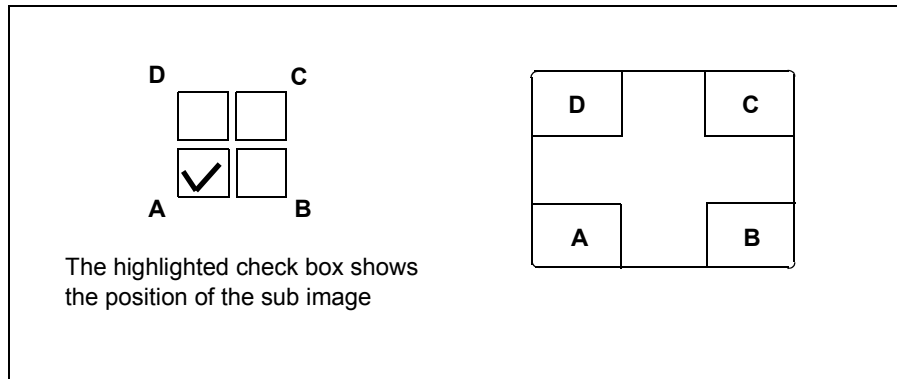 D C
A B
The highlighted check box shows
the position of the sub image
D C
A B